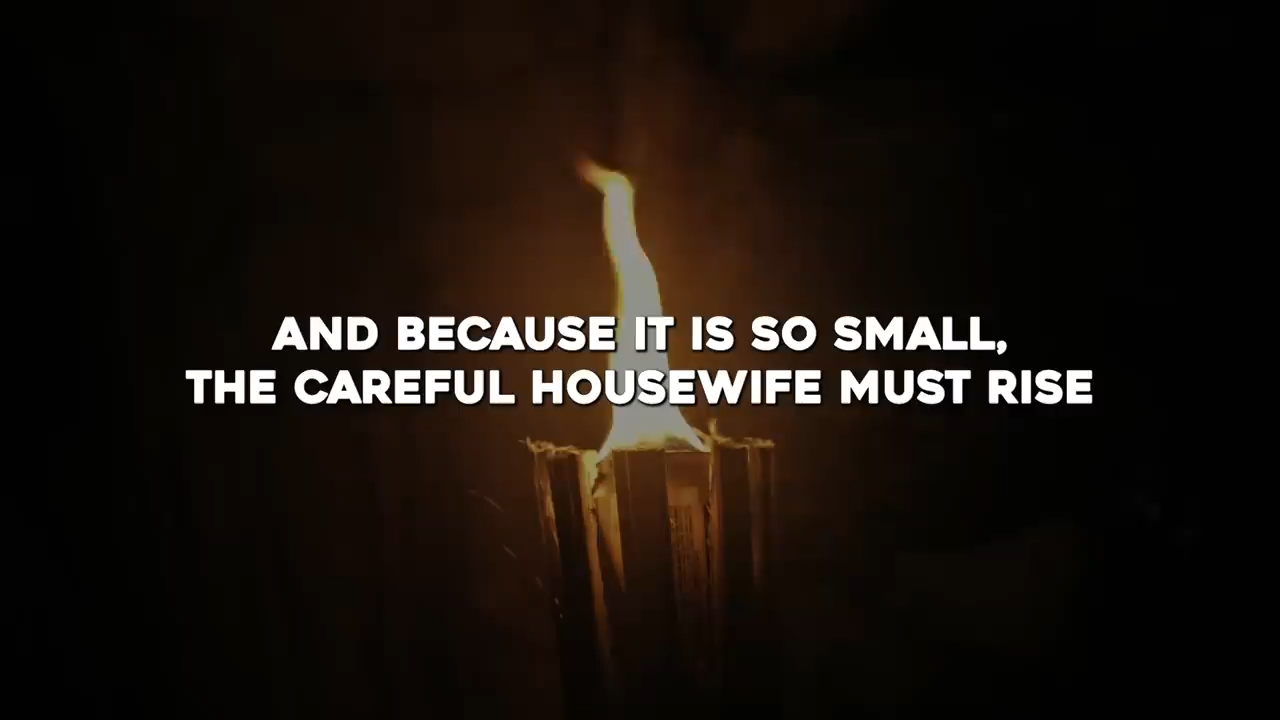 AND BECAUSE IT IS SO SMALL,
THE CAREFUL HOUSEWIFE MUST RISE